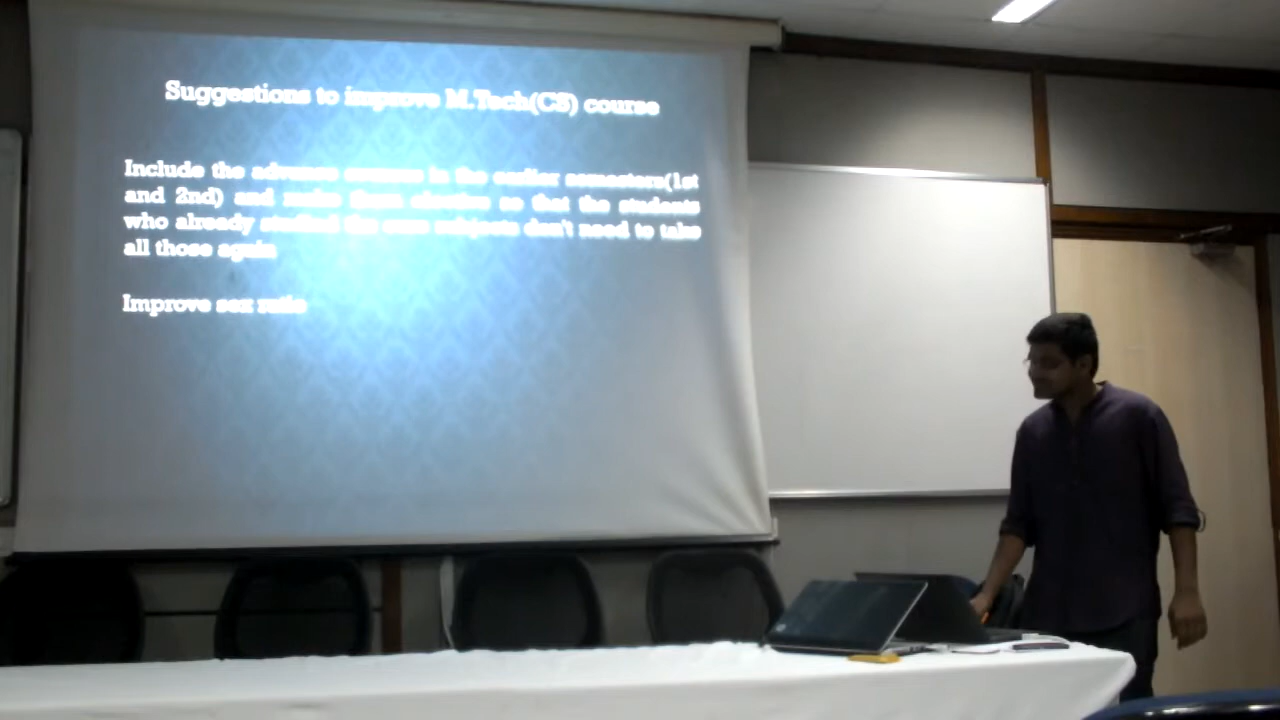 Suggestions to improve M.Tech(CS) course
Include the advance courses in the earlier semesters(1st
and 2nd) and make them elective so that the students
who already studied the core subjects don't need to take
all those again
Improve sex ratio